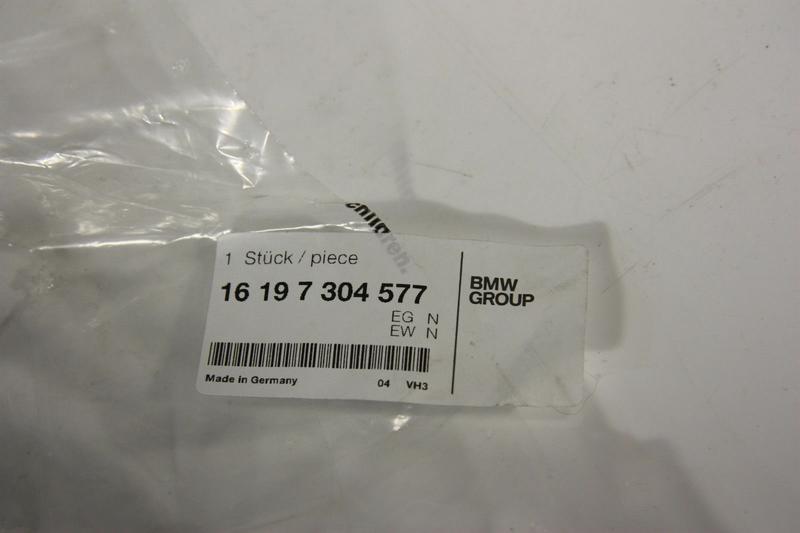 1 Stück / piece
16 19 7 304 577
EG N
EW N
Made in Germany 04 VH3
BMW
GROUP